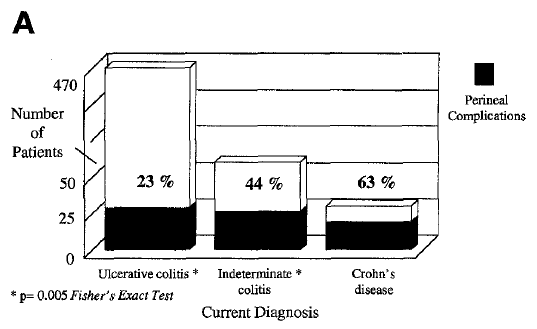 A
470
Number
of
Patients
50
25
0
23 %
44 %
63 %
Perineal
Complications
Ulcerative colitis *
Indeterminate *
colitis
Crohn's
disease
* p= 0.005 Fisher's Exact Test
Current Diagnosis